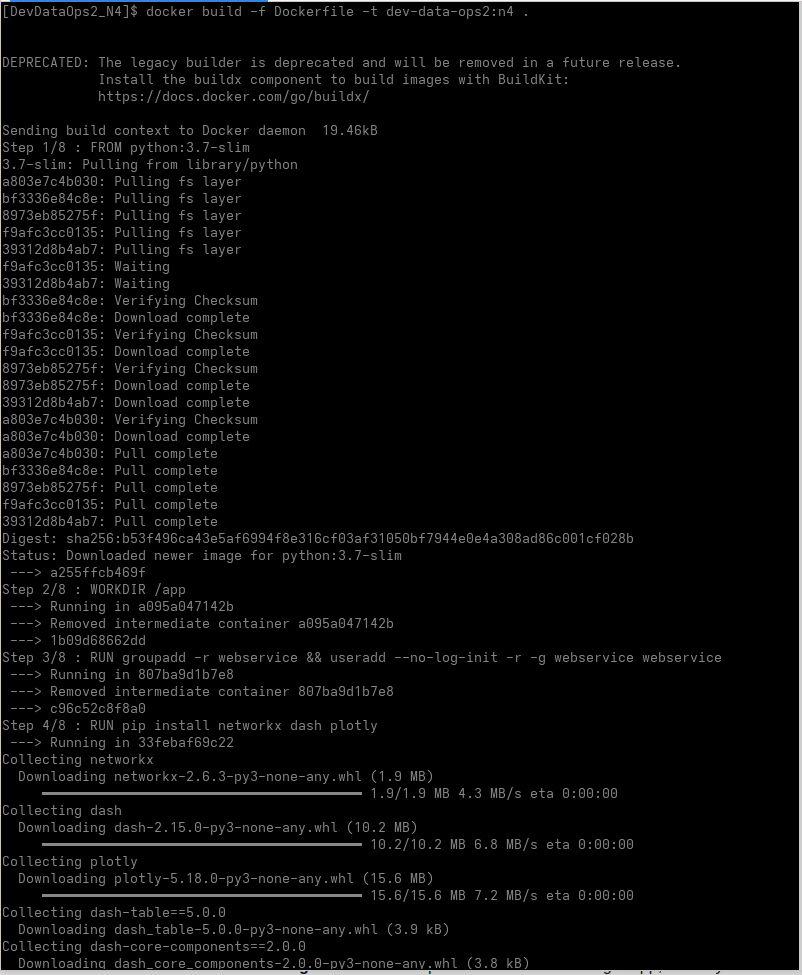 [DevDataOps2_N4]$ docker build -f Dockerfile -t dev-data-ops2:n4 .
DEPRECATED: The legacy builder is deprecated and will be removed in a future release.
Install the buildx component to build images with BuildKit:
https://docs.docker.com/go/buildx/
Sending build context to Docker daemon  19.46kB
Step 1/8 : FROM python:3.7-slim
3.7-slim: Pulling from library/python
a803e7c4b030: Pulling fs layer
bf3336e84c8e: Pulling fs layer
8973eb85275f: Pulling fs layer
f9afc3cc0135: Pulling fs layer
39312d8b4ab7: Pulling fs layer
f9afc3cc0135: Waiting
39312d8b4ab7: Waiting
bf3336e84c8e: Verifying Checksum
bf3336e84c8e: Download complete
f9afc3cc0135: Verifying Checksum
f9afc3cc0135: Download complete
8973eb85275f: Verifying Checksum
8973eb85275f: Download complete
39312d8b4ab7: Download complete
a803e7c4b030: Verifying Checksum
a803e7c4b030: Download complete
a803e7c4b030: Pull complete
bf3336e84c8e: Pull complete
8973eb85275f: Pull complete
f9afc3cc0135: Pull complete
39312d8b4ab7: Pull complete
Digest: sha256:b53f496ca43e5af6994f8e316cf03af31050bf7944e0e4a308ad86c001cf028b
Status: Downloaded newer image for python:3.7-slim
---> a255ffcb469f
Step 2/8 : WORKDIR /app
---> Running in a095a047142b
---> Removed intermediate container a095a047142b
---> 1b09d68662dd
Step 3/8 : RUN groupadd -r webservice && useradd --no-log-init -r -g webservice webservice
---> Running in 807ba9d1b7e8
---> Removed intermediate container 807ba9d1b7e8
---> c96c52c8f8a0
Step 4/8 : RUN pip install networkx dash plotly
---> Running in 33febaf69c22
Collecting networkx
Downloading networkx-2.6.3-py3-none-any.whl (1.9 MB)
1.9/1.9 MB 4.3 MB/s eta 0:00:00
Collecting dash
Downloading dash-2.15.0-py3-none-any.whl (10.2 MB)
10.2/10.2 MB 6.8 MB/s eta 0:00:00
Collecting plotly
Downloading plotly-5.18.0-py3-none-any.whl (15.6 MB)
15.6/15.6 MB 7.2 MB/s eta 0:00:00
Collecting dash-table==5.0.0
Downloading dash_table-5.0.0-py3-none-any.whl (3.9 kB)
Collecting dash-core-components==2.0.0
Downloading dash_core_components-2.0.0-py3-none-any.whl (3.8 kB)